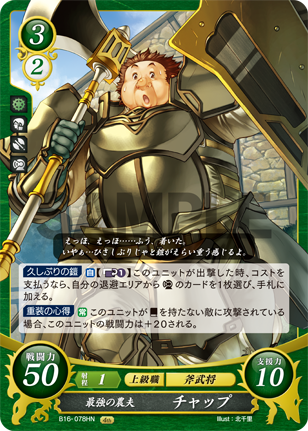 3
2
SAMPLE
えっほ、えっほ……ふう、着いた。
いやぁ…ひさしぶりじゃと鎧がえらい重う感じるよ。
久しぶりの鎧 自 1 このユニットが出撃した時、コストを
支払うなら、自分の退避エリアから のカードを1枚選び、手札
に加える。
重装の心得 常 このユニットが を持たない敵に攻撃されている
場合、このユニットの戦闘力は+20される。
戦闘力
50
射程 1 上級職 斧武将
支援力
10
最強の農夫 チャップ
B16-078HN Illust:北千里